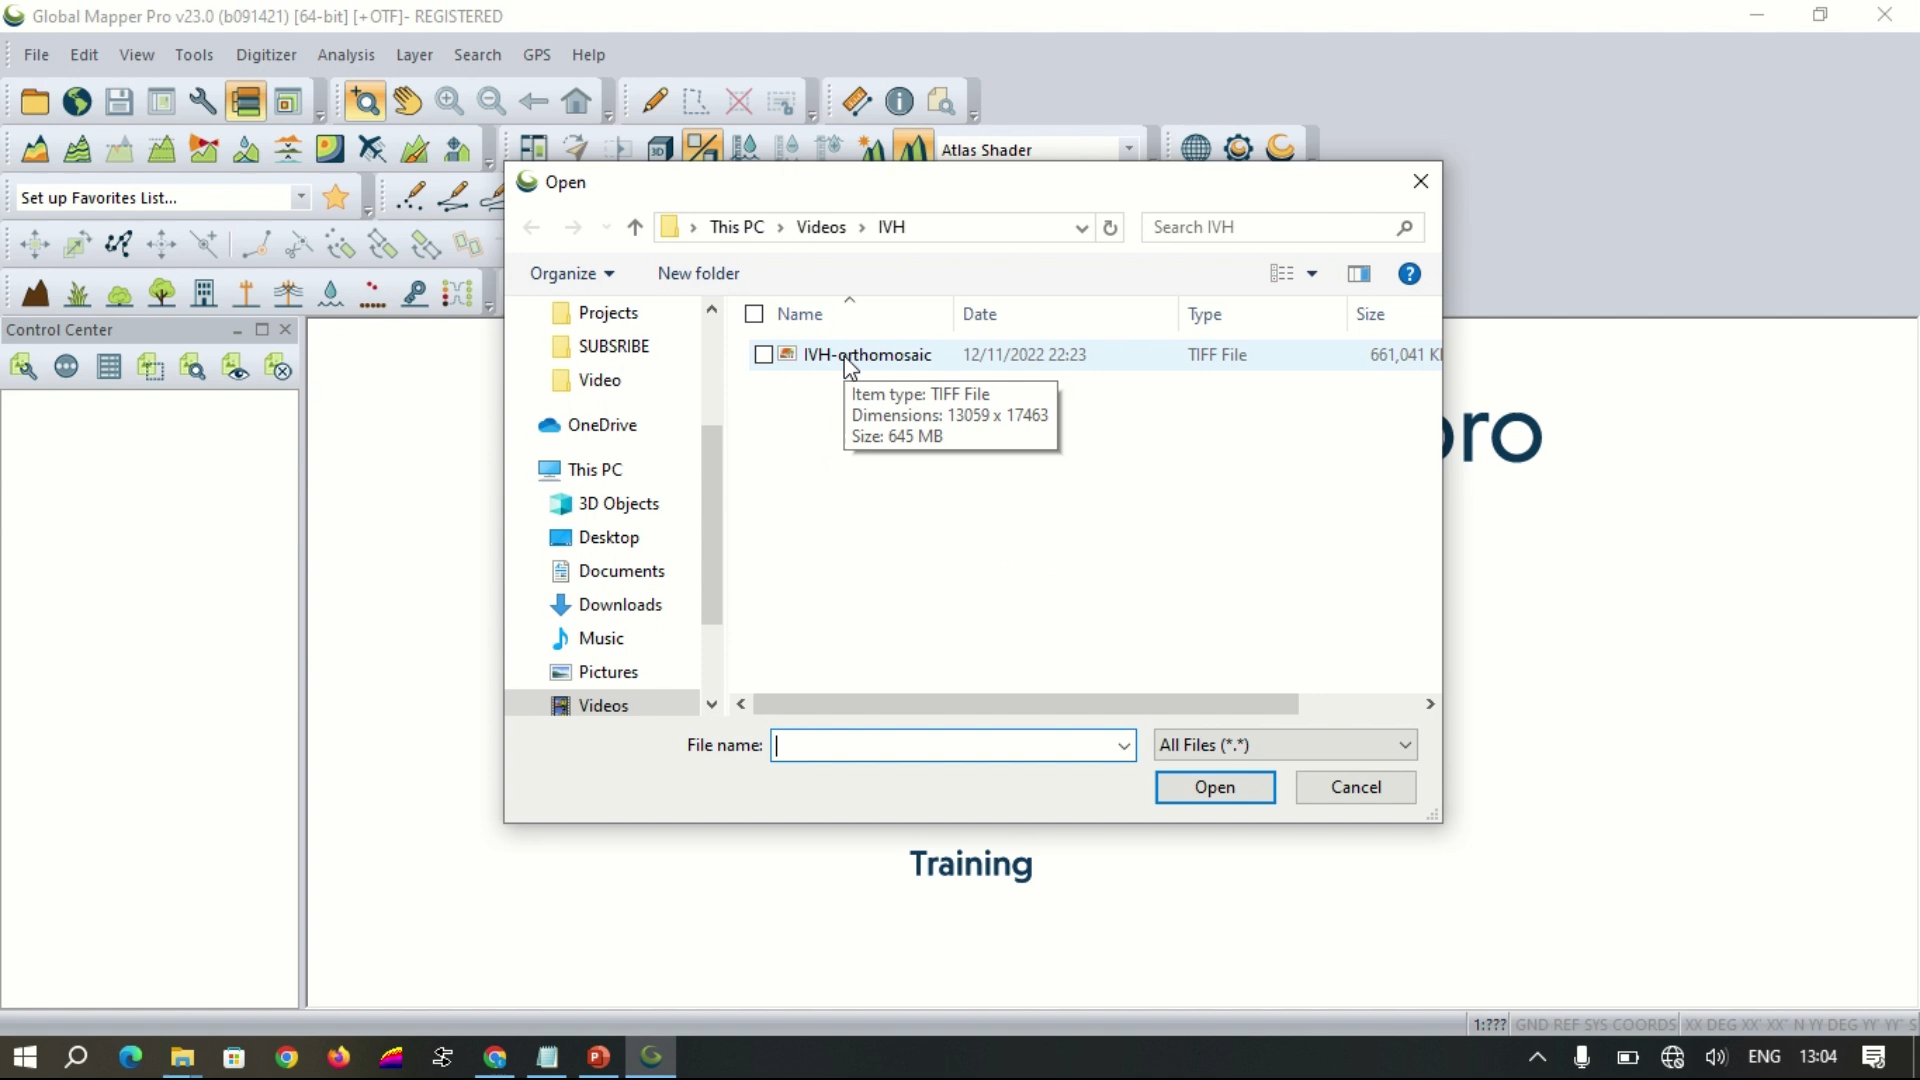 Global Mapper Pro v23.0 (b091421) [64-bit] [+OTF]- REGISTERED
File Edit View Tools Digitizer Analysis Layer Search GPS Help
3D
Atlas Shader
Set up Favorites List...
Open
This PC > Videos > IVH
Search IVH
Organize
New folder
Control Center
Projects
SUBSRIBE
Video
OneDrive
This PC
3D Objects
Desktop
Documents
Downloads
Music
Pictures
Videos
Name Date Type Size
IVH-orthomosaic 12/11/2022 22:23 TIFF File 661,041 K
Item type: TIFF File
Dimensions: 13059 x 17463
Size: 645 MB
pro
File name:
All Files (*.*)
Open Cancel
Training
1:??? GND REF SYS COORDS XX DEG XX' XX" N YY DEG YY' YY" S
ENG 13:04